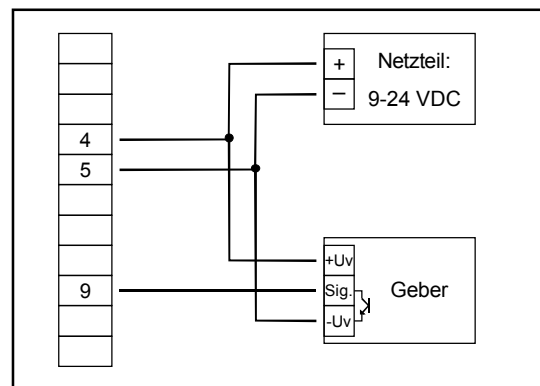 4
5
9
+
–
Netzteil:
9-24 VDC
+Uv
Sig.
-Uv
Geber